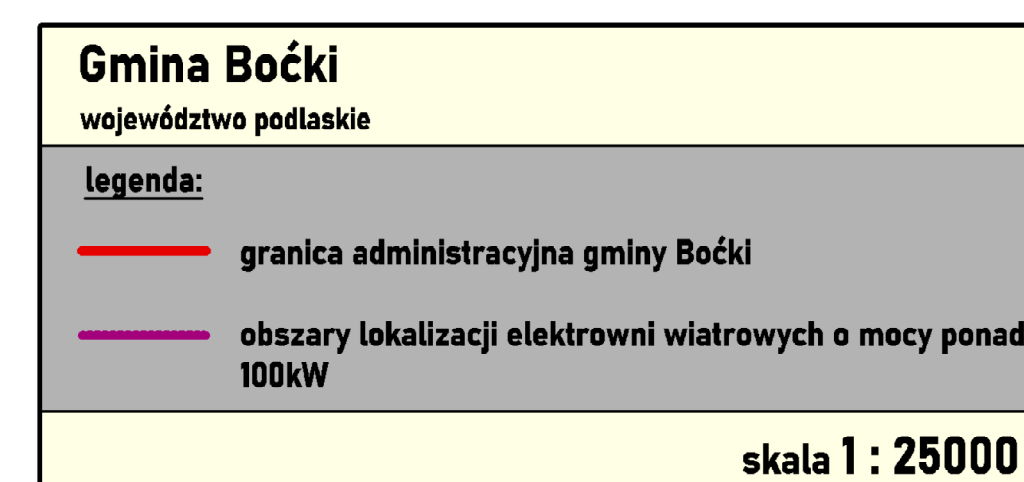 Gmina Boćki
województwo podlaskie
legenda:
granica administracyjna gminy Boćki
obszary lokalizacji elektrowni wiatrowych o mocy ponad
100kW
skala 1 : 25000